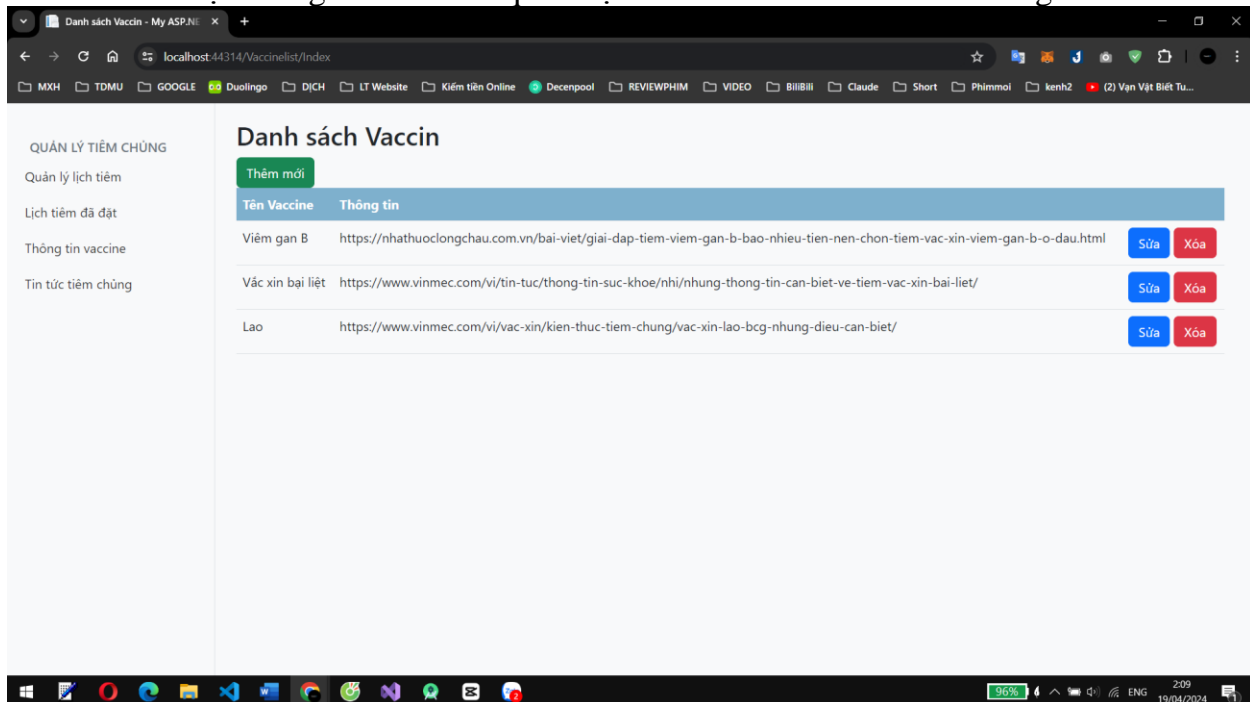 Danh sách Vaccin - My ASP.NE
localhost:44314/Vaccinelist/Index
MXH TDMU GOOGLE Duolingo DỊCH LT Website Kiếm tiền Online Decenpool REVIEWPHIM VIDEO BiliBili Claude Short Phimmoi kenh2 (2) Vạn Vật Biết Tu...
QUẢN LÝ TIÊM CHỦNG
Quản lý lịch tiêm
Lịch tiêm đã đặt
Thông tin vaccine
Tin tức tiêm chủng
Danh sách Vaccin
Thêm mới
Tên Vaccine Thông tin
Viêm gan B https://nhathuoclongchau.com.vn/bai-viet/giai-dap-tiem-viem-gan-b-bao-nhieu-tien-nen-chon-tiem-vac-xin-viem-gan-b-o-dau.html Sửa Xóa
Vắc xin bại liệt https://www.vinmec.com/vi/tin-tuc/thong-tin-suc-khoe/nhi/nhung-thong-tin-can-biet-ve-tiem-vac-xin-bai-liet/ Sửa Xóa
Lao https://www.vinmec.com/vi/vac-xin/kien-thuc-tiem-chung/vac-xin-lao-bcg-nhung-dieu-can-biet/ Sửa Xóa
96% ENG 2:09
19/04/2024